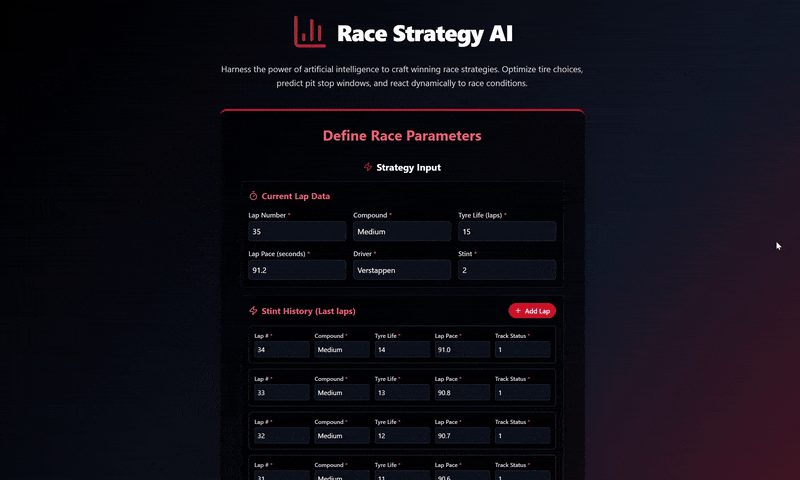 Race Strategy AI
Harness the power of artificial intelligence to craft winning race strategies. Optimize tire choices,
predict pit stop windows, and react dynamically to race conditions.
Define Race Parameters
Strategy Input
Current Lap Data
Lap Number * Compound * Tyre Life (laps) *
35 Medium 15
Lap Pace (seconds) * Driver * Stint *
91.2 Verstappen 2
Stint History (Last laps) + Add Lap
Lap # * Compound * Tyre Life * Lap Pace * Track Status *
34 Medium 14 91.0 1
Lap # * Compound * Tyre Life * Lap Pace * Track Status *
33 Medium 13 90.8 1
Lap # * Compound * Tyre Life * Lap Pace * Track Status *
32 Medium 12 90.7 1
Lap # * Compound * Tyre Life * Lap Pace * Track Status *
31 Medium 11 90.6 1